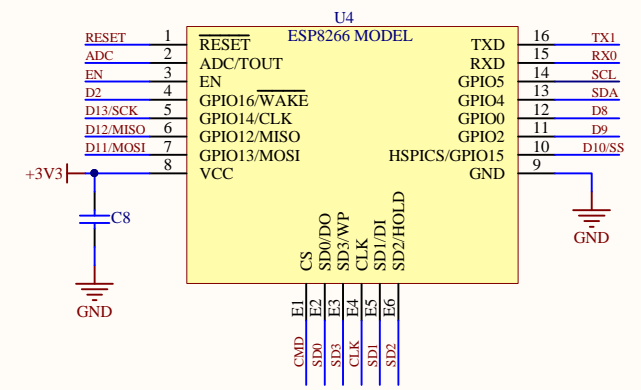 U4
ESP8266 MODEL
RESET 1 RESET TXD 16 TX1
ADC 2 ADC/TOUT RXD 15 RX0
EN 3 EN GPIO5 14 SCL
D2 4 GPIO16/WAKE GPIO4 13 SDA
D13/SCK 5 GPIO14/CLK GPIO0 12 D8
D12/MISO 6 GPIO12/MISO GPIO2 11 D9
D11/MOSI 7 GPIO13/MOSI HSPICS/GPIO15 10 D10/SS
+3V3 8 VCC GND 9
C8
GND
GND
CS
SD0/DO
SD3/WP
CLK
SD1/DI
SD2/HOLD
E1
E2
E3
E4
E5
E6
CMD
SD0
SD3
CLK
SD1
SD2